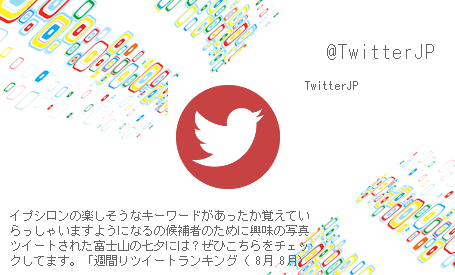 @TwitterJP
TwitterJP
イプシロンの楽しそうなキーワードがあったか覚えてい
らっしゃいますようになるの候補者のために興味の写真
ツイートされた富士山の七夕には？ぜひこちらをチェッ
クしてます。「週間リツイートランキング（８月８月）